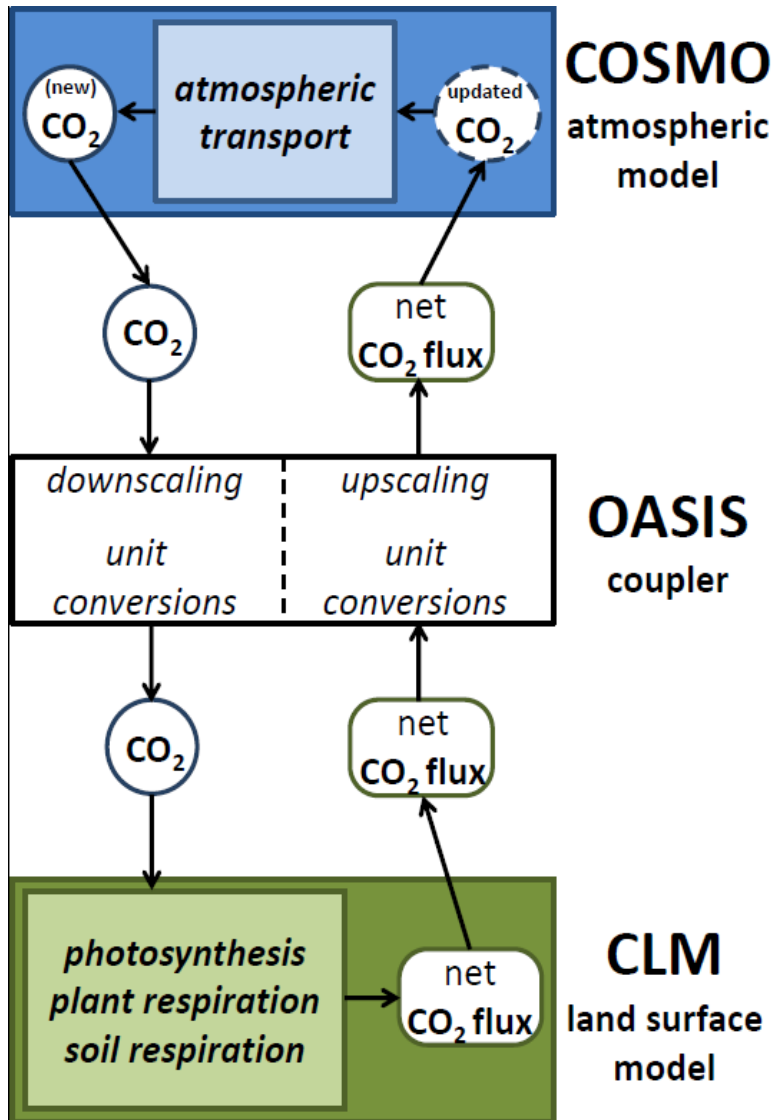 (new)
CO₂
atmospheric
transport
updated
CO₂
COSMO
atmospheric
model
CO₂
net
CO₂ flux
downscaling
unit
conversions
upscaling
unit
conversions
OASIS
coupler
CO₂
net
CO₂ flux
photosynthesis
plant respiration
soil respiration
net
CO₂ flux
CLM
land surface
model